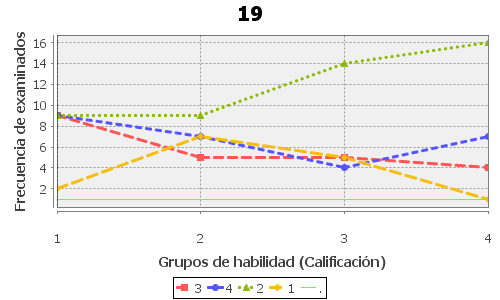 19
Frecuencia de examinados
16
14
12
10
8
6
4
2
1 2 3 4
Grupos de habilidad (Calificación)
3 4 2 1 .